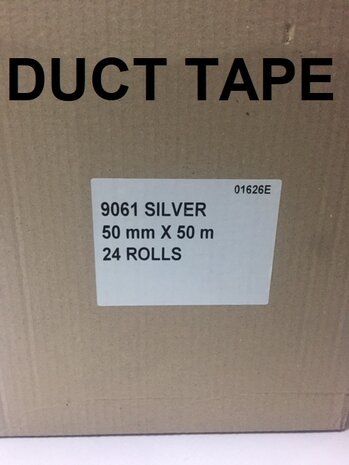 DUCT TAPE
01626E
9061 SILVER
50 mm X 50 m
24 ROLLS